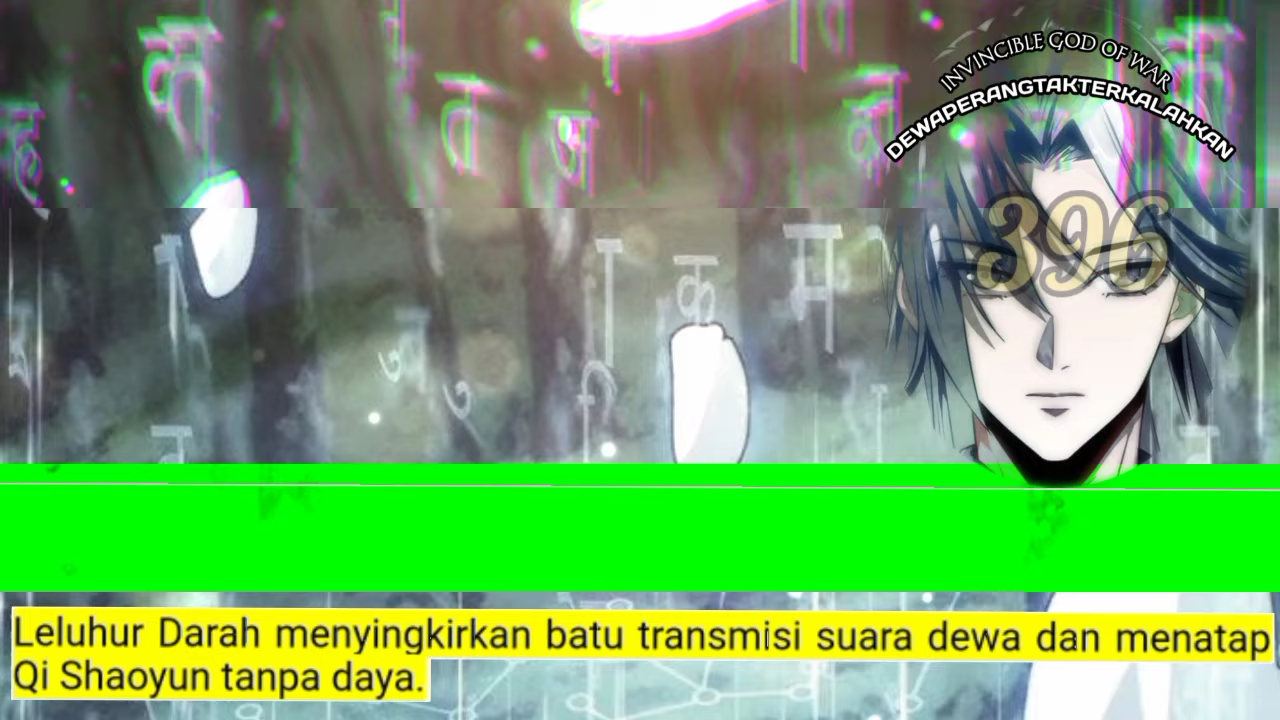 INVINCIBLE GOD OF WAR
DEWAPERANGTAKTERKALAHKAN
396
Leluhur Darah menyingkirkan batu transmisi suara dewa dan menatap
Qi Shaoyun tanpa daya.